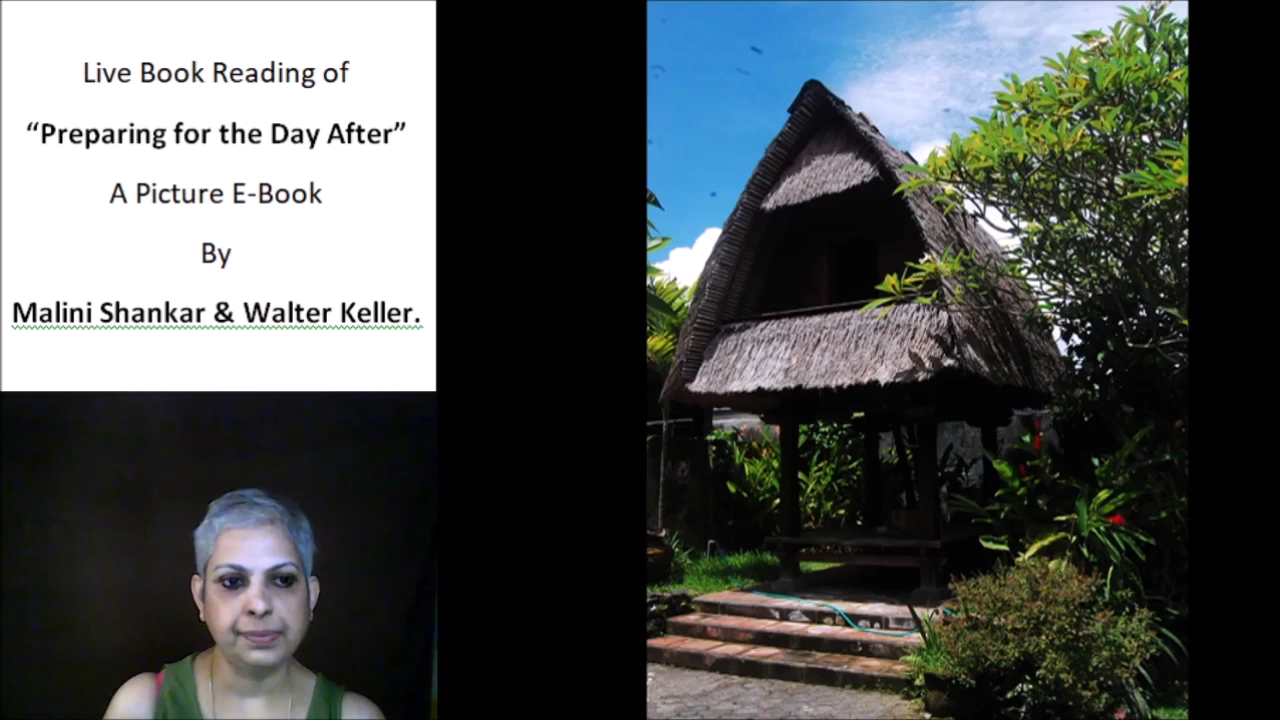 Live Book Reading of
“Preparing for the Day After”
A Picture E-Book
By
Malini Shankar & Walter Keller.